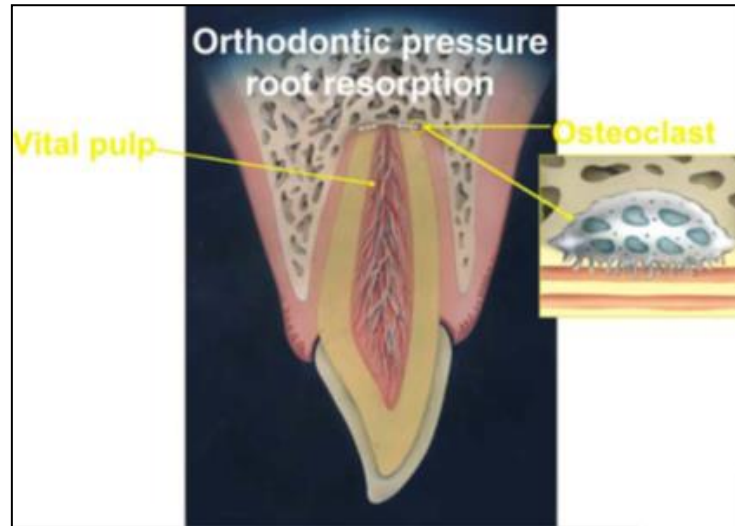 Orthodontic pressure
root resorption
Vital pulp
Osteoclast